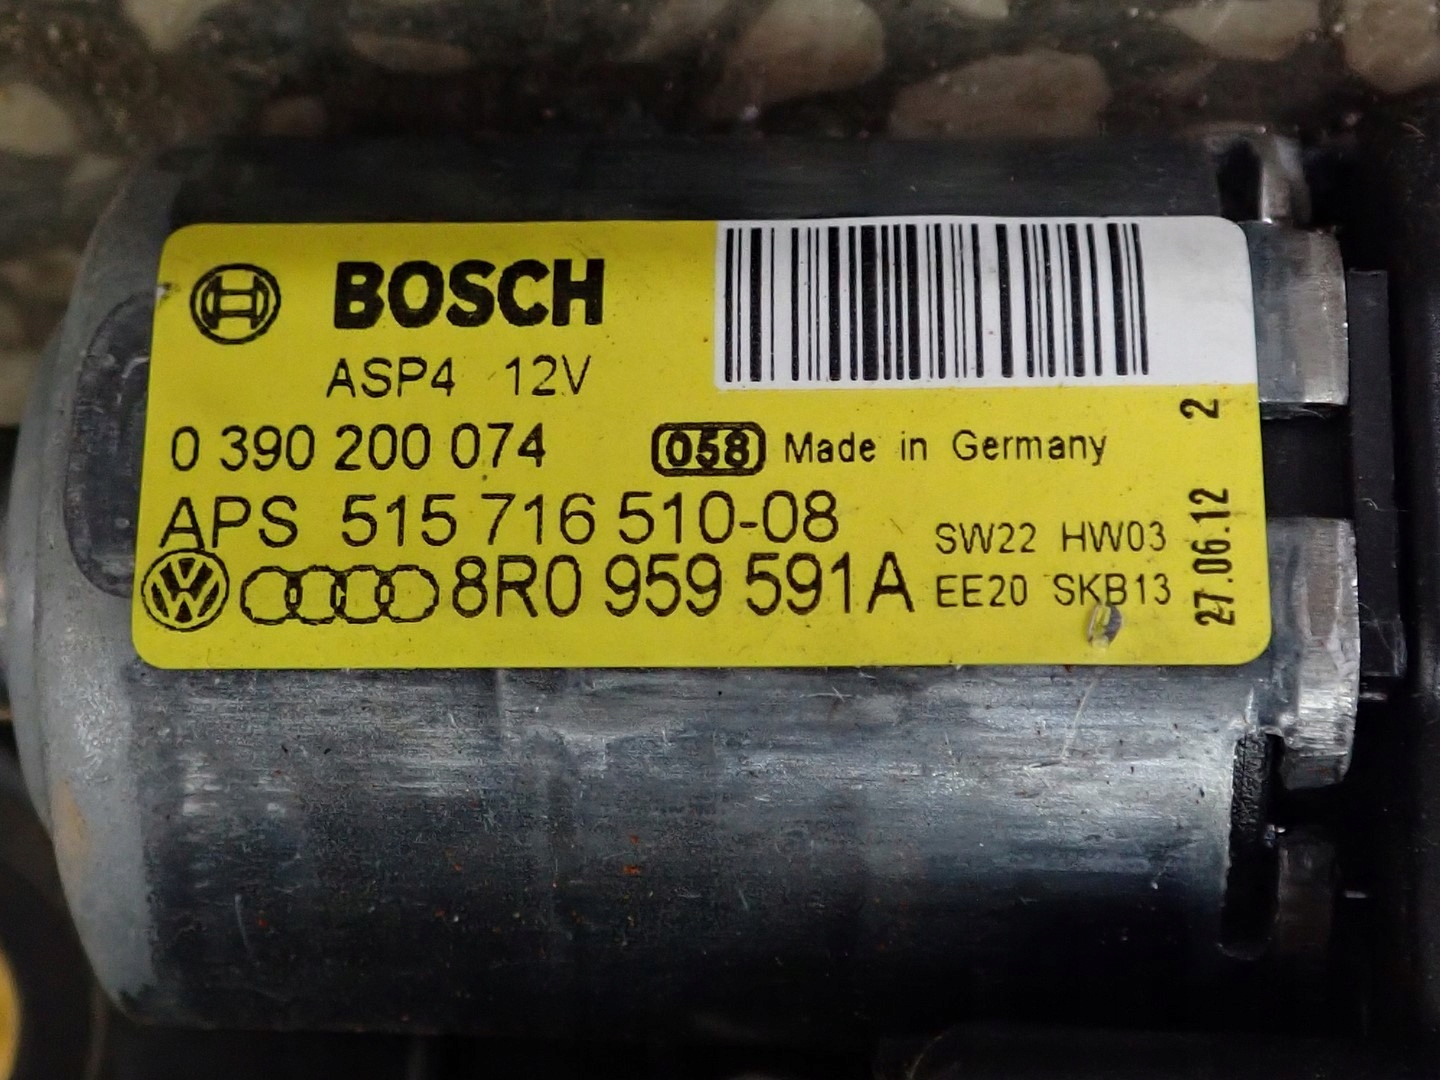 BOSCH
ASP4 12V
0 390 200 074 058 Made in Germany
APS 515 716 510-08
8R0 959 591A
SW22 HW03
EE20 SKB13
27.06.12 2